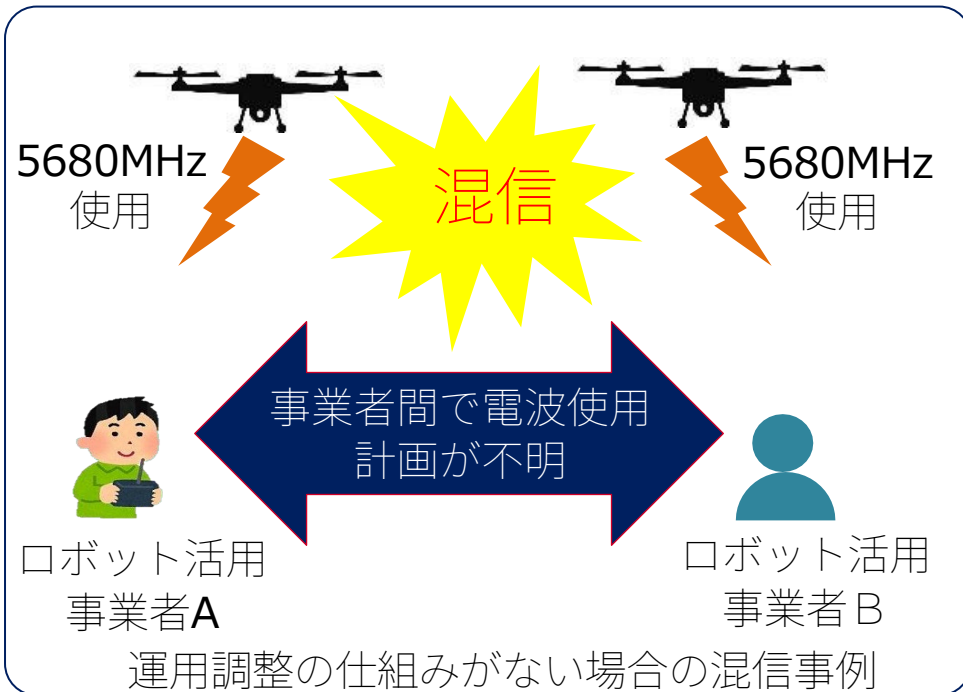 5680MHz
使用
混信
5680MHz
使用
事業者間で電波使用
計画が不明
ロボット活用
事業者A
ロボット活用
事業者B
運用調整の仕組みがない場合の混信事例